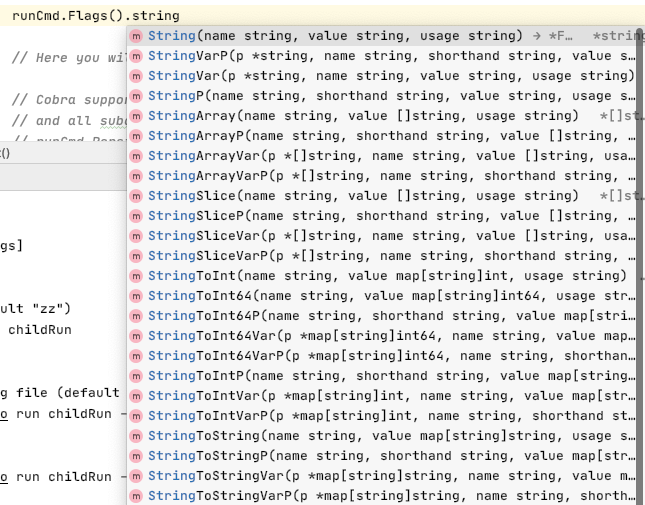 runCmd.Flags().string
String(name string, value string, usage string) → *F… *string
// Here you wil
StringVarP(p *string, name string, shorthand string, value s…
StringVar(p *string, name string, value string, usage string)
// Cobra suppor
StringP(name string, shorthand string, value string, usage s…
// and all subc
StringArray(name string, value []string, usage string) *[]st…
// runCmd.Pers
StringArrayP(name string, shorthand string, value []string, …
()
StringArrayVar(p *[]string, name string, value []string, usa…
StringArrayVarP(p *[]string, name string, shorthand string, …
StringSlice(name string, value []string, usage string) *[]st…
StringSliceP(name string, shorthand string, value []string, …
gs]
StringSliceVar(p *[]string, name string, value []string, usa…
StringSliceVarP(p *[]string, name string, shorthand string, …
StringToInt(name string, value map[string]int, usage string) …
StringToInt64(name string, value map[string]int64, usage str…
ult "zz")
StringToInt64P(name string, shorthand string, value map[stri…
childRun
StringToInt64Var(p *map[string]int64, name string, value map…
StringToInt64VarP(p *map[string]int64, name string, shorthan…
StringToIntP(name string, shorthand string, value map[string…
g file (default
StringToIntVar(p *map[string]int, name string, value map[str…
o run childRun -
StringToIntVarP(p *map[string]int, name string, shorthand st…
StringToString(name string, value map[string]string, usage s…
StringToStringP(name string, shorthand string, value map[str…
o run childRun -
StringToStringVar(p *map[string]string, name string, value m…
StringToStringVarP(p *map[string]string, name string, shorth…